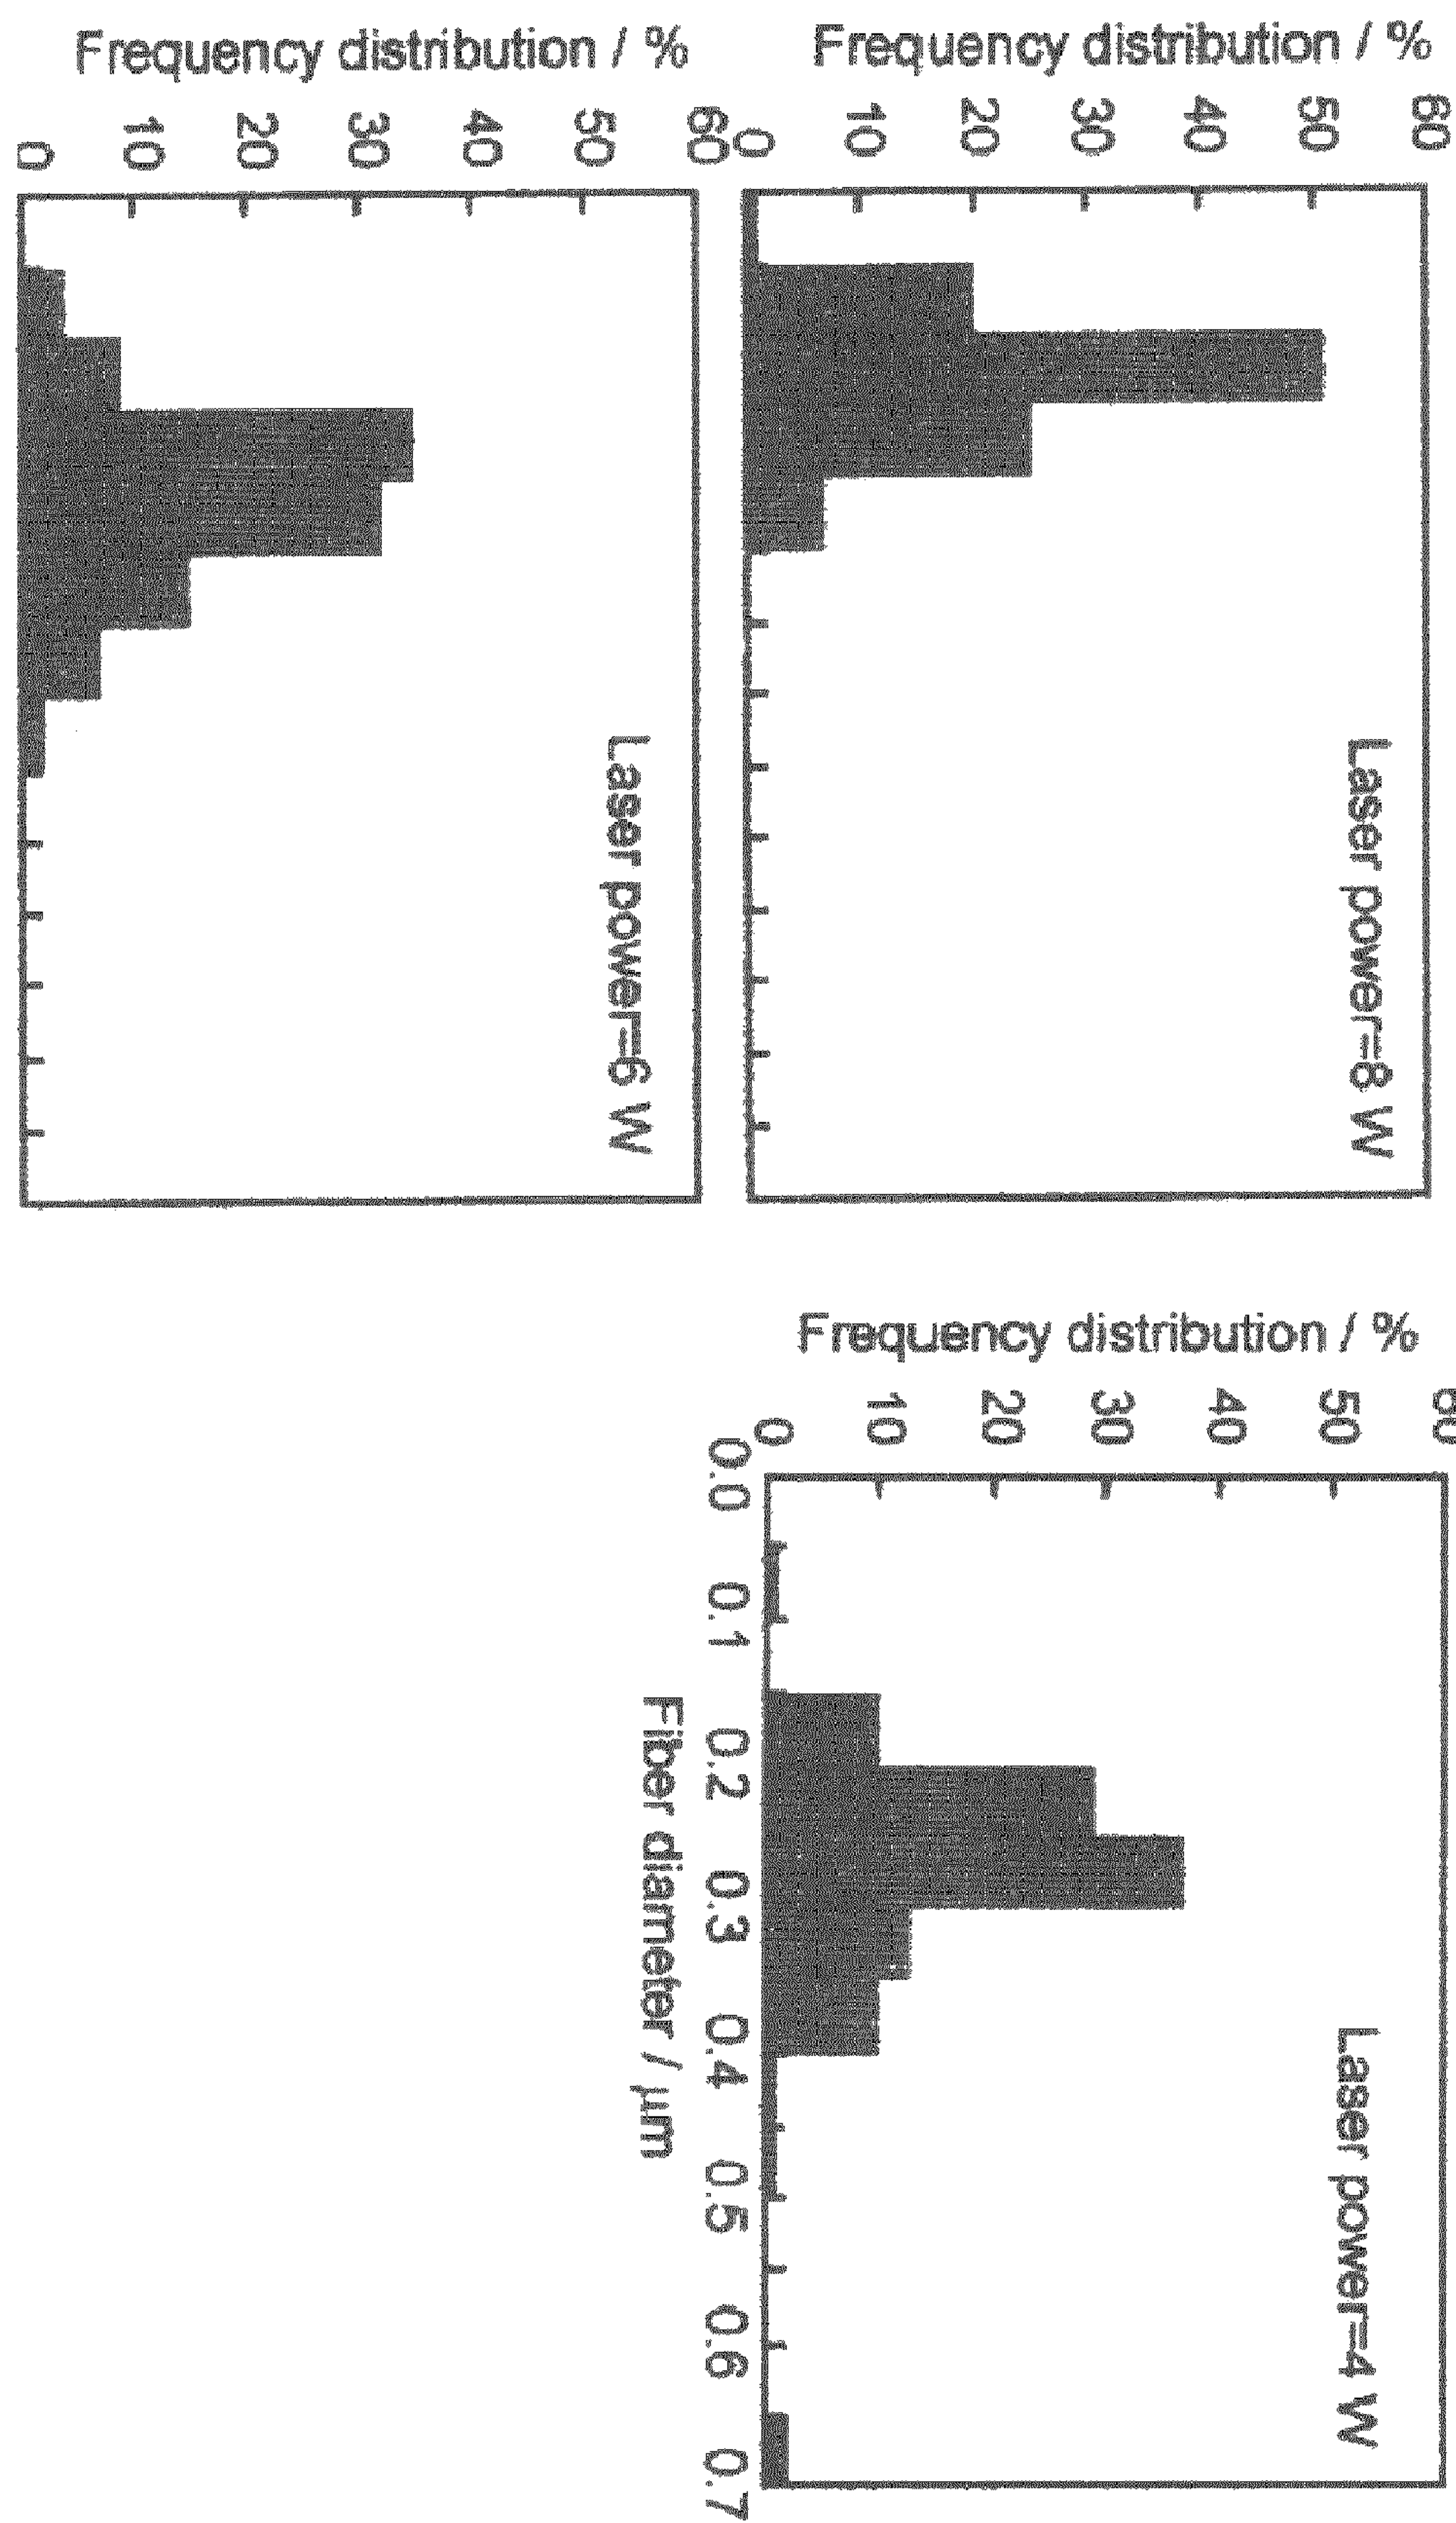 Frequency distribution / %
60
50
40
30
20
10
0
Laser power=8 W
Frequency distribution / %
60
50
40
30
20
10
0
Laser power=6 W
Frequency distribution / %
60
50
40
30
20
10
0
Laser power=4 W
0.0 0.1 0.2 0.3 0.4 0.5 0.6 0.7
Fiber diameter / μm